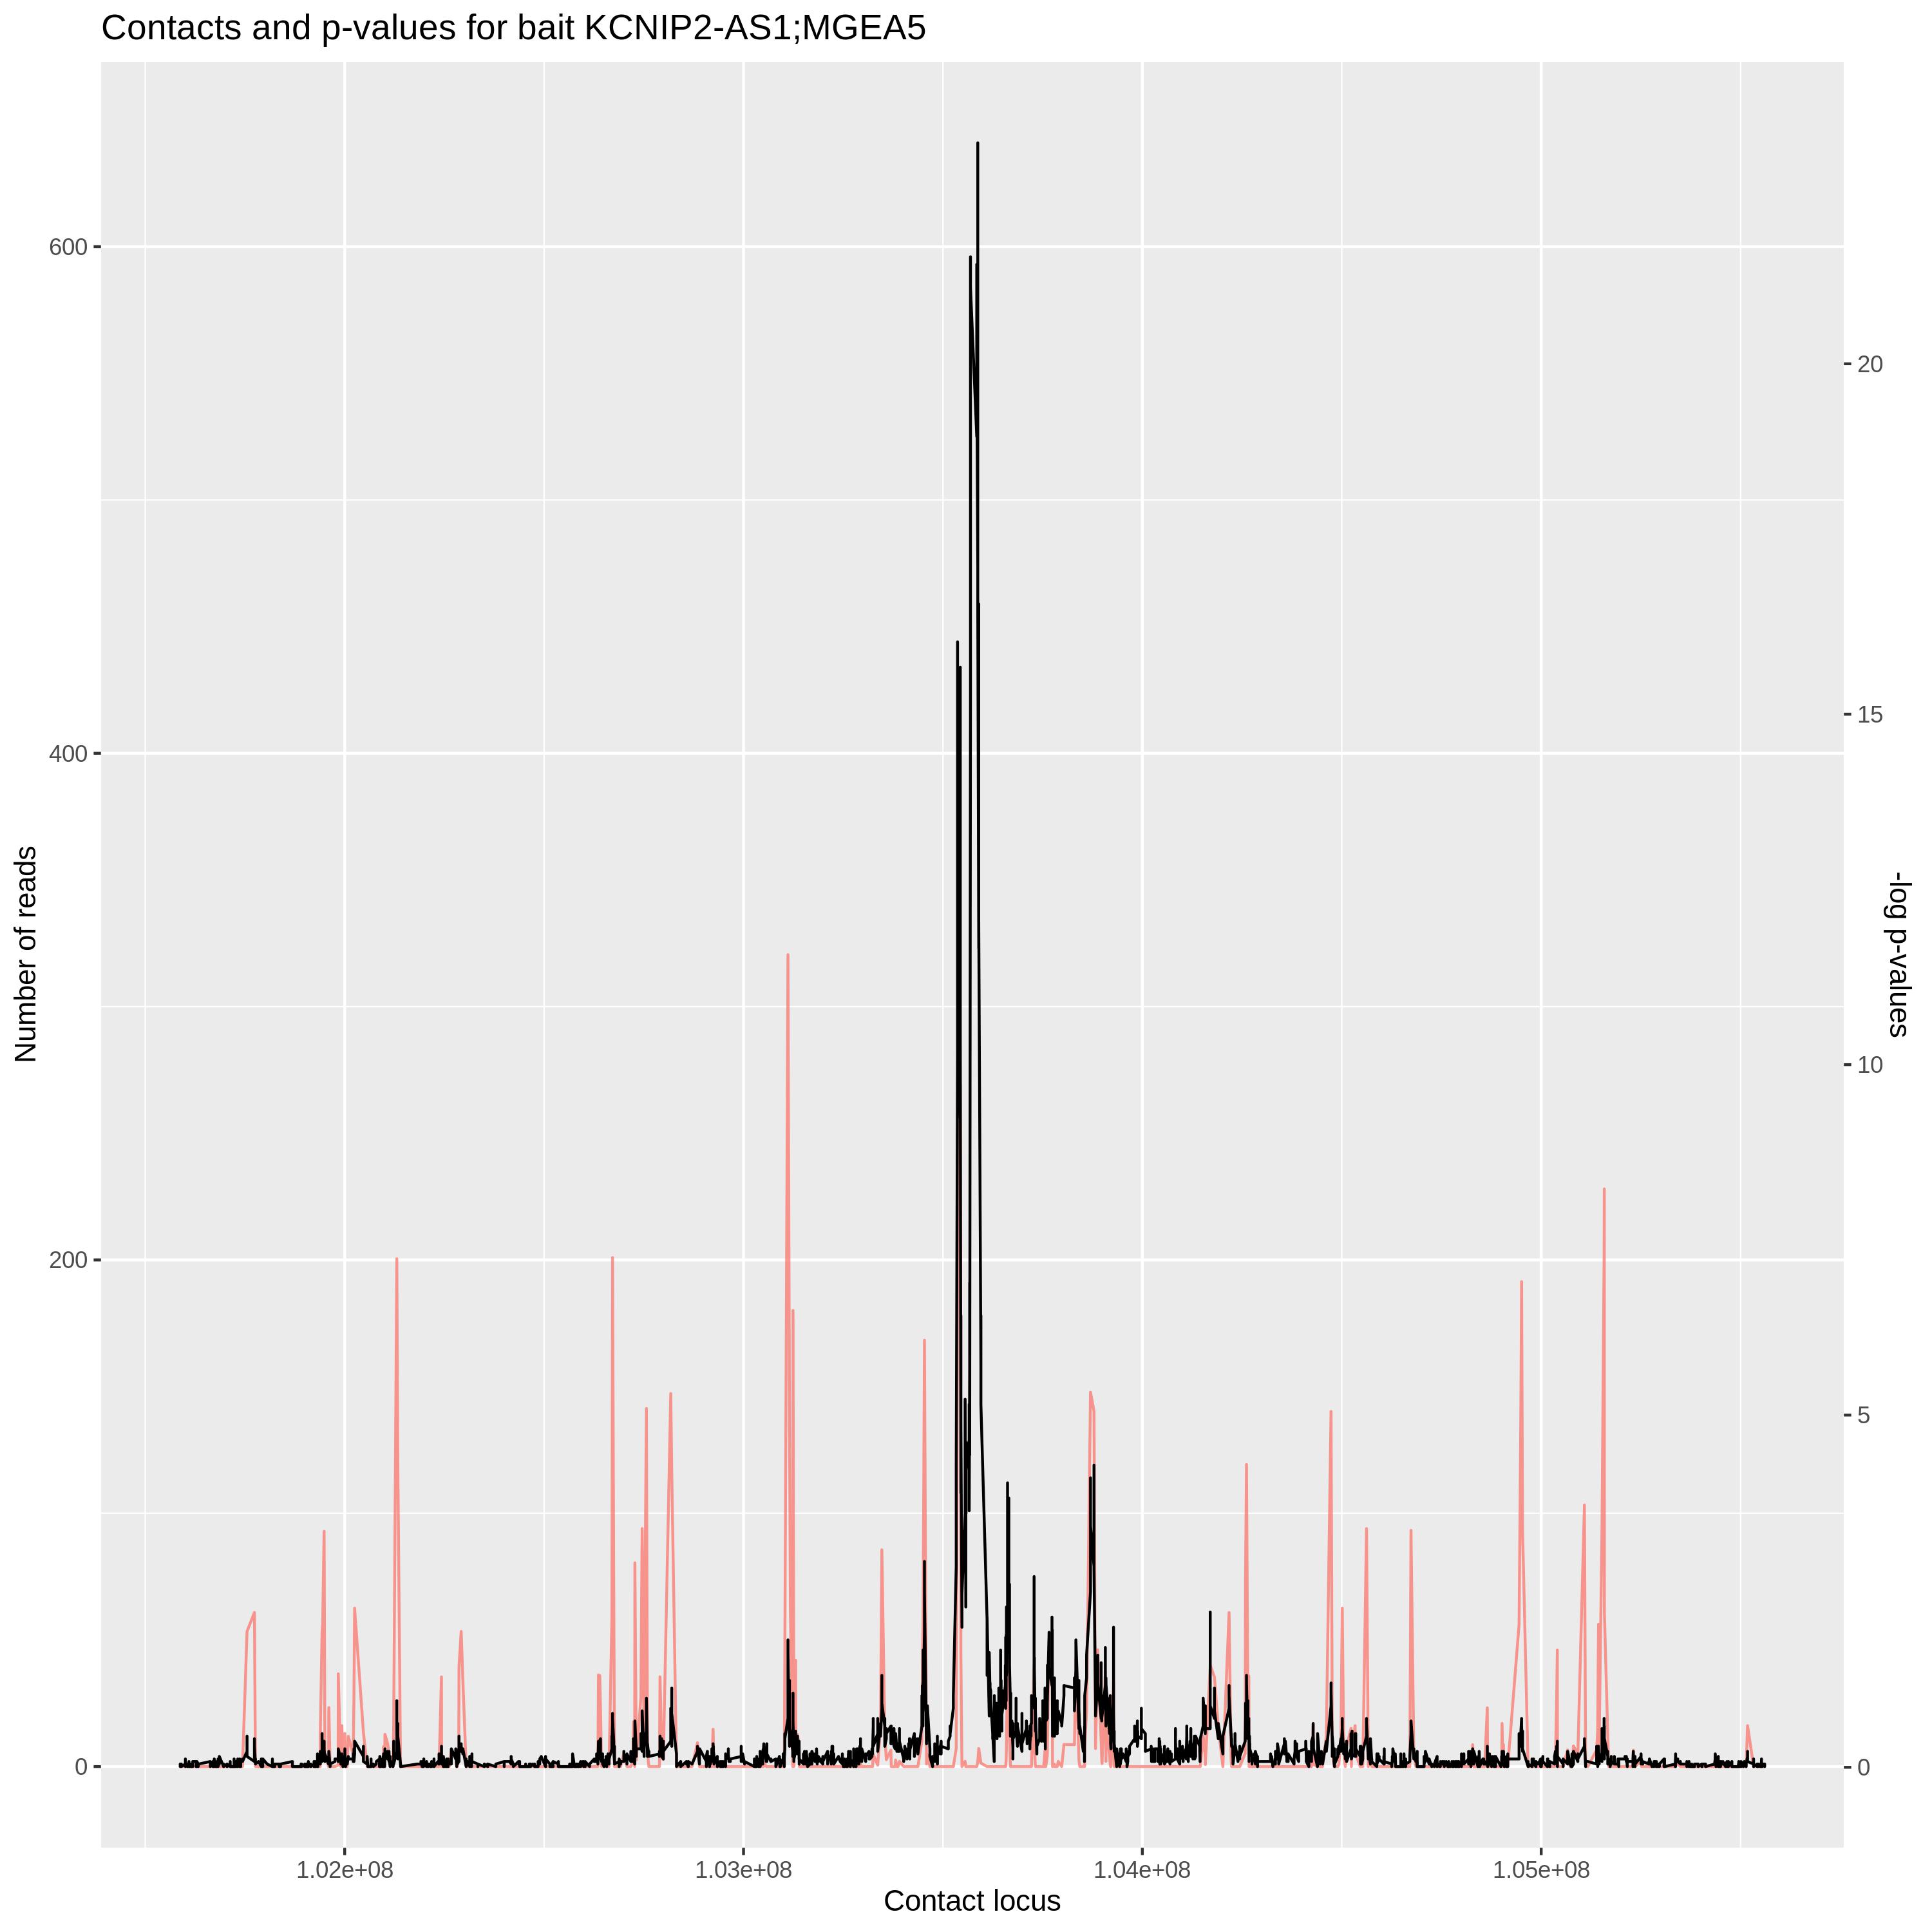 Contacts and p-values for bait KCNIP2-AS1;MGEA5
600
400
200
0
Number of reads
20
15
10
5
0
-log p-values
1.02e+08
1.03e+08
1.04e+08
1.05e+08
Contact locus